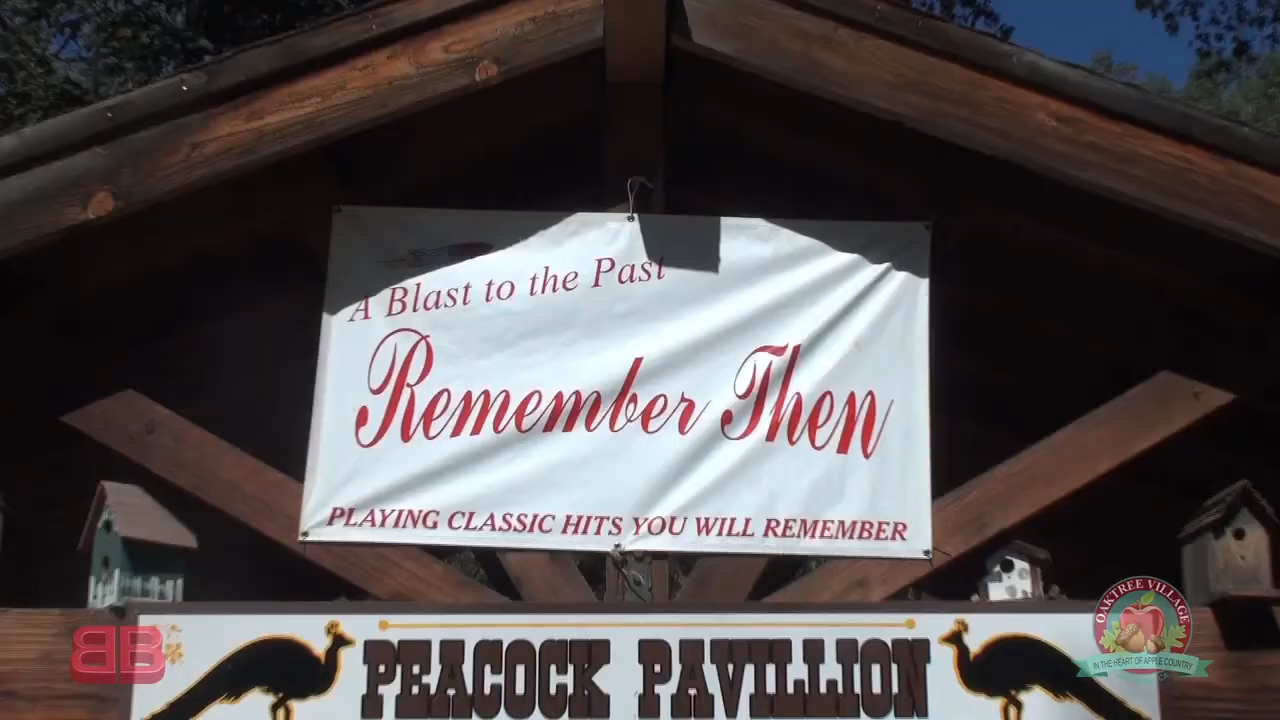 A Blast to the Past
Remember Then
PLAYING CLASSIC HITS YOU WILL REMEMBER
PEACOCK PAVILLION
BB
OAKTREE VILLAGE
IN THE HEART OF APPLE COUNTRY